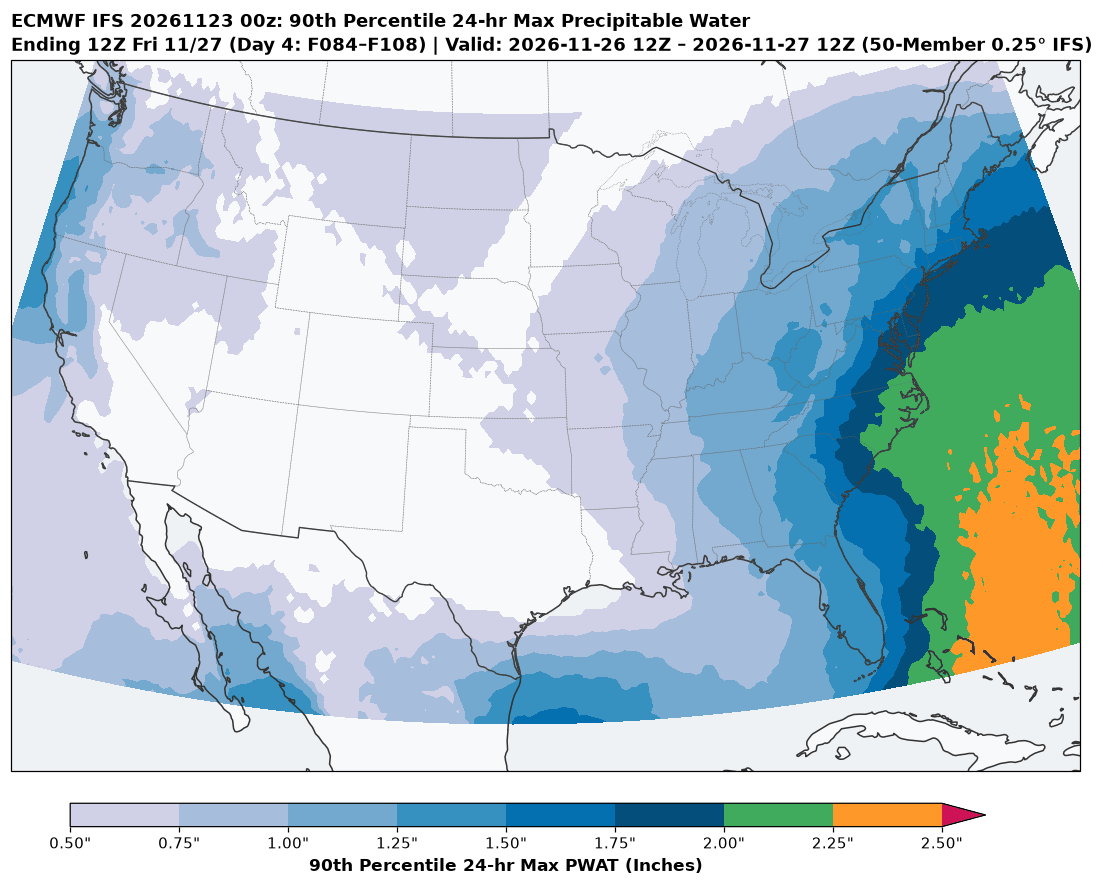 ECMWF IFS 20261123 00z: 90th Percentile 24-hr Max Precipitable Water
Ending 12Z Fri 11/27 (Day 4: F084–F108) | Valid: 2026-11-26 12Z – 2026-11-27 12Z (50-Member 0.25° IFS)
0.50" 0.75" 1.00" 1.25" 1.50" 1.75" 2.00" 2.25" 2.50"
90th Percentile 24-hr Max PWAT (Inches)